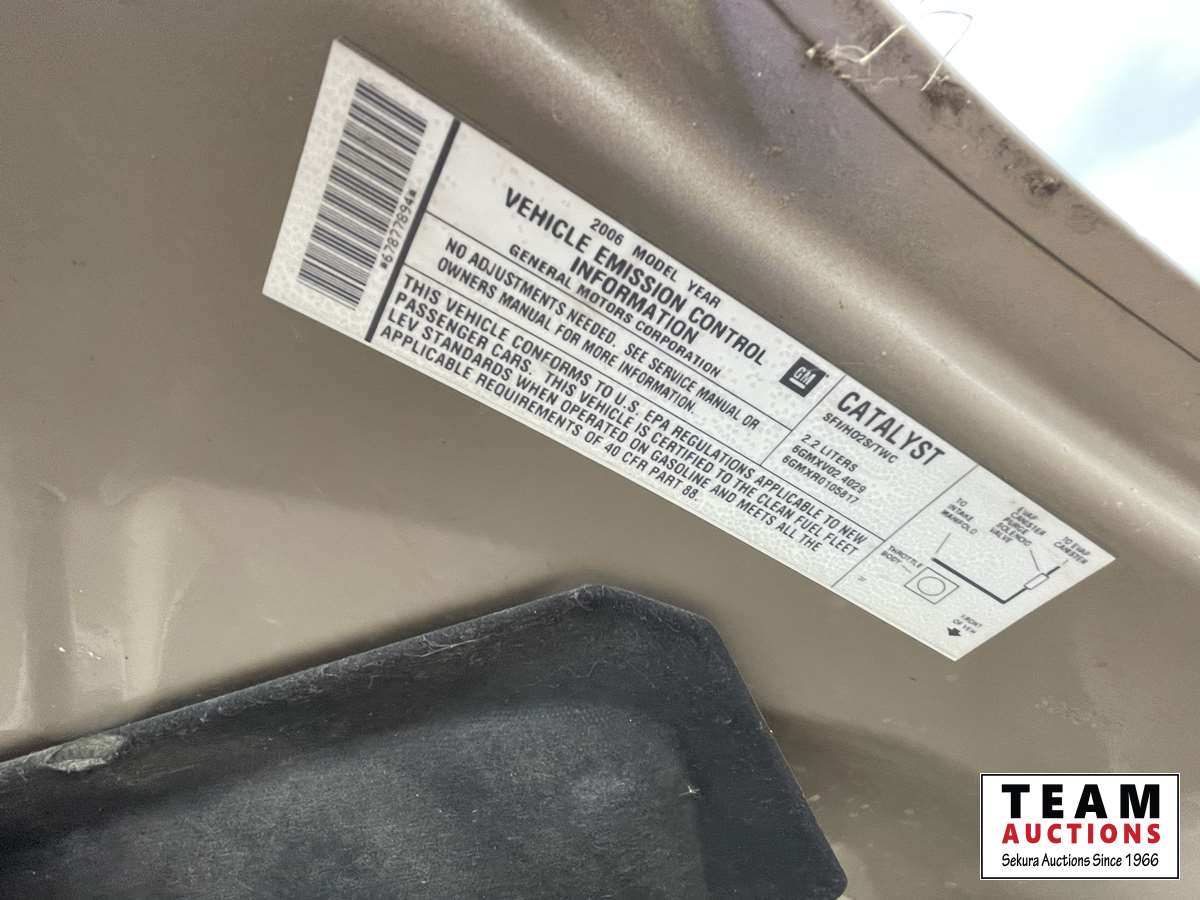 *67877894*
2006 MODEL YEAR
VEHICLE EMISSION CONTROL
INFORMATION
GENERAL MOTORS CORPORATION
GM
NO ADJUSTMENTS NEEDED. SEE SERVICE MANUAL OR
OWNERS MANUAL FOR MORE INFORMATION.
THIS VEHICLE CONFORMS TO U.S. EPA REGULATIONS APPLICABLE TO NEW
PASSENGER CARS. THIS VEHICLE IS CERTIFIED TO THE CLEAN FUEL FLEET
LEV STANDARDS WHEN OPERATED ON GASOLINE AND MEETS ALL THE
APPLICABLE REQUIREMENTS OF 40 CFR PART 88.
CATALYST
SFI/HO2S/TWC
2.2 LITERS
6GMXV02.4029
6GMXR0105817
TO
INTAKE
MANIFOLD
EVAP
CANISTER
PURGE
SOLENOID
VALVE
TO EVAP
CANISTER
THROTTLE
BODY
FRONT
OF VEH
TEAM
AUCTIONS
Sekura Auctions Since 1966